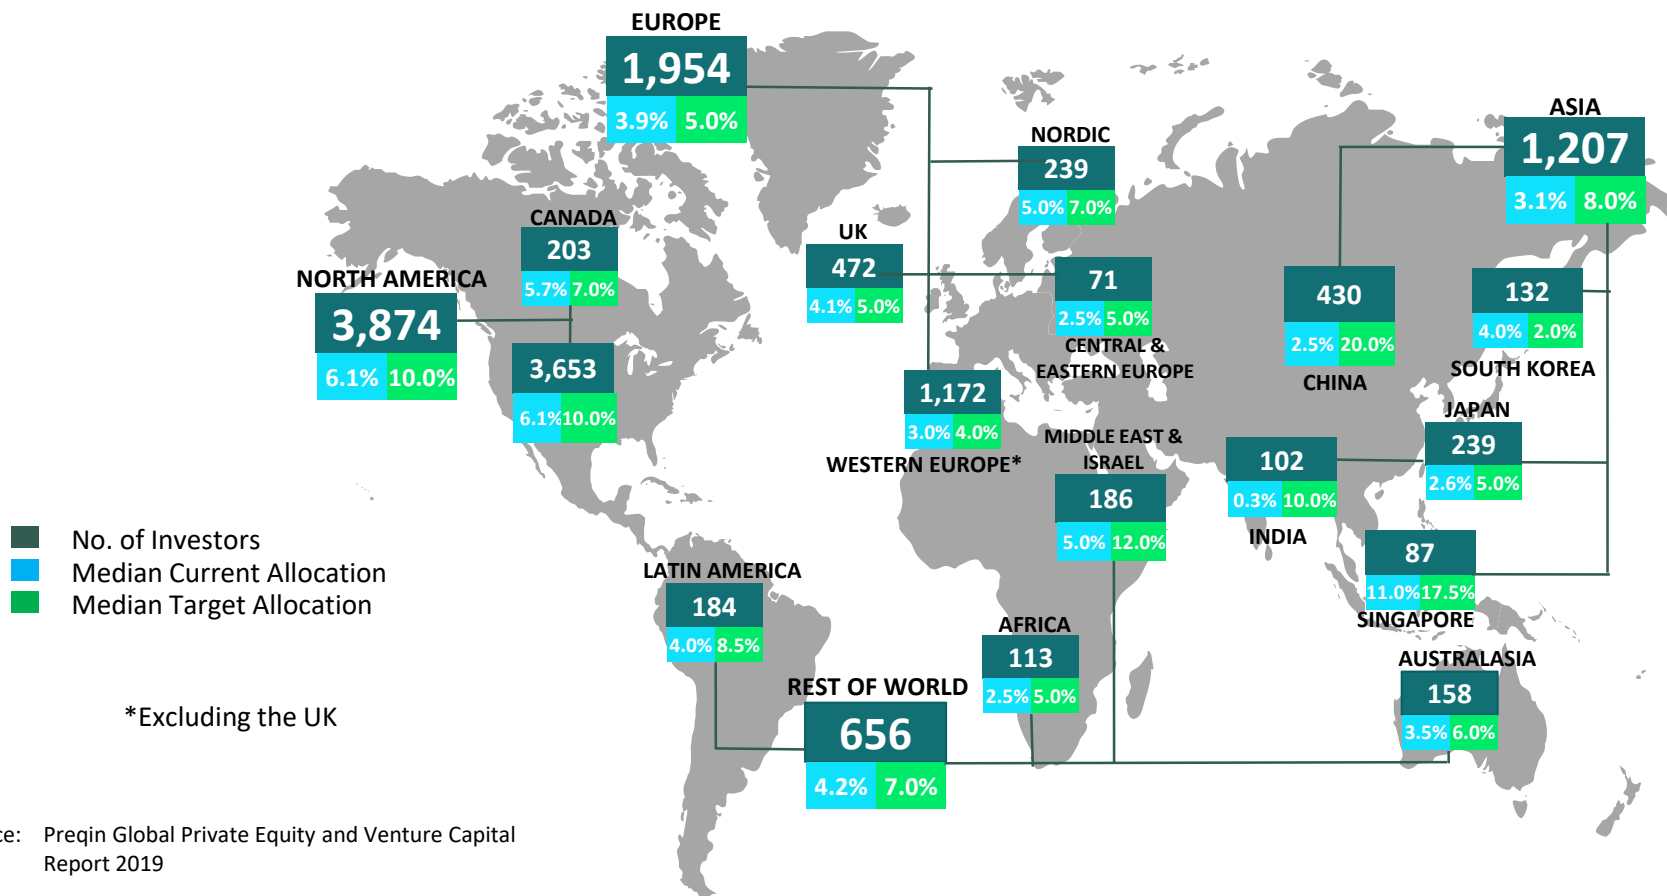 EUROPE
1,954
3.9% 5.0%
NORDIC
239
5.0% 7.0%
ASIA
1,207
3.1% 8.0%
CANADA
203
5.7% 7.0%
UK
472
4.1% 5.0%
71
2.5% 5.0%
CENTRAL &
EASTERN EUROPE
430
2.5% 20.0%
CHINA
132
4.0% 2.0%
SOUTH KOREA
NORTH AMERICA
3,874
6.1% 10.0%
3,653
6.1% 10.0%
1,172
3.0% 4.0%
WESTERN EUROPE*
MIDDLE EAST &
ISRAEL
186
5.0% 12.0%
102
0.3% 10.0%
INDIA
JAPAN
239
2.6% 5.0%
87
11.0% 17.5%
SINGAPORE
No. of Investors
Median Current Allocation
Median Target Allocation
LATIN AMERICA
184
4.0% 8.5%
AFRICA
113
2.5% 5.0%
AUSTRALASIA
158
3.5% 6.0%
REST OF WORLD
656
4.2% 7.0%
*Excluding the UK
ce: Preqin Global Private Equity and Venture Capital
Report 2019